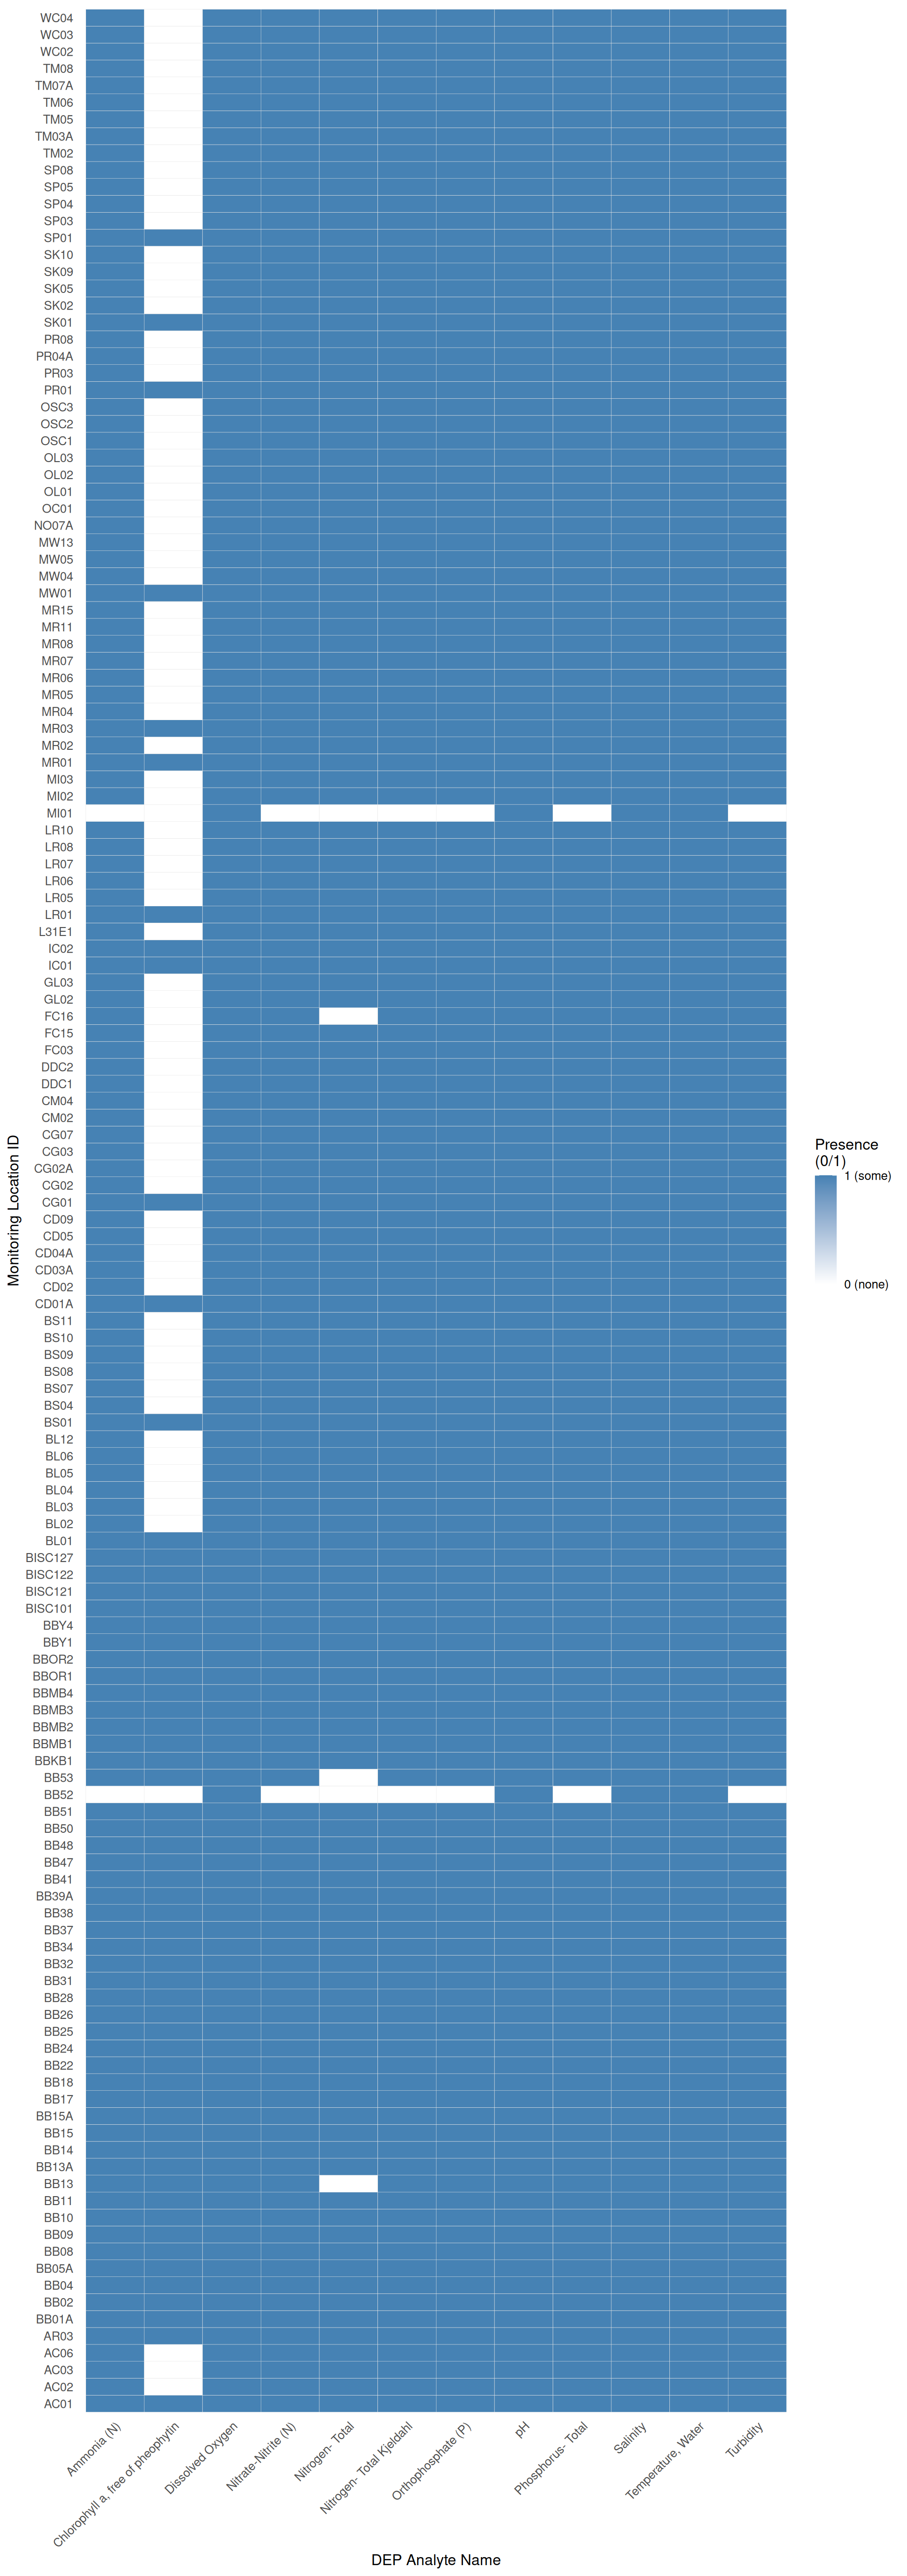 WC04
WC03
WC02
TM08
TM07A
TM06
TM05
TM03A
TM02
SP08
SP05
SP04
SP03
SP01
SK10
SK09
SK05
SK02
SK01
PR08
PR04A
PR03
PR01
OSC3
OSC2
OSC1
OL03
OL02
OL01
OC01
NO07A
MW13
MW05
MW04
MW01
MR15
MR11
MR08
MR07
MR06
MR05
MR04
MR03
MR02
MR01
MI03
MI02
MI01
LR10
LR08
LR07
LR06
LR05
LR01
L31E1
IC02
IC01
GL03
GL02
FC16
FC15
FC03
DDC2
DDC1
CM04
CM02
CG07
CG03
CG02A
CG02
CG01
CD09
CD05
CD04A
CD03A
CD02
CD01A
BS11
BS10
BS09
BS08
BS07
BS04
BS01
BL12
BL06
BL05
BL04
BL03
BL02
BL01
BISC127
BISC122
BISC121
BISC101
BBY4
BBY1
BBOR2
BBOR1
BBMB4
BBMB3
BBMB2
BBMB1
BBKB1
BB53
BB52
BB51
BB50
BB48
BB47
BB41
BB39A
BB38
BB37
BB34
BB32
BB31
BB28
BB26
BB25
BB24
BB22
BB18
BB17
BB15A
BB15
BB14
BB13A
BB13
BB11
BB10
BB09
BB08
BB05A
BB04
BB02
BB01A
AR03
AC06
AC03
AC02
AC01
Monitoring Location ID
Ammonia (N)
Chlorophyll a, free of pheophytin
Dissolved Oxygen
Nitrate-Nitrite (N)
Nitrogen- Total
Nitrogen- Total Kjeldahl
Orthophosphate (P)
pH
Phosphorus- Total
Salinity
Temperature, Water
Turbidity
DEP Analyte Name
Presence
(0/1)
1 (some)
0 (none)